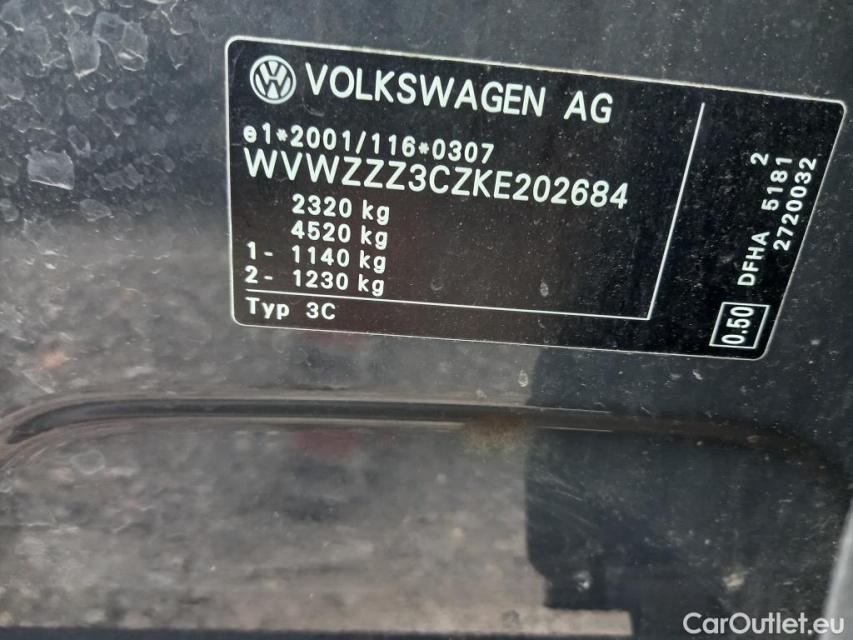 VOLKSWAGEN AG
e1*2001/116*0307
WVWZZZ3CZKE202684
2320 kg
4520 kg
1- 1140 kg
2- 1230 kg
Typ 3C
0.50
DFHA 5181 2
2720032
CarOutlet.eu